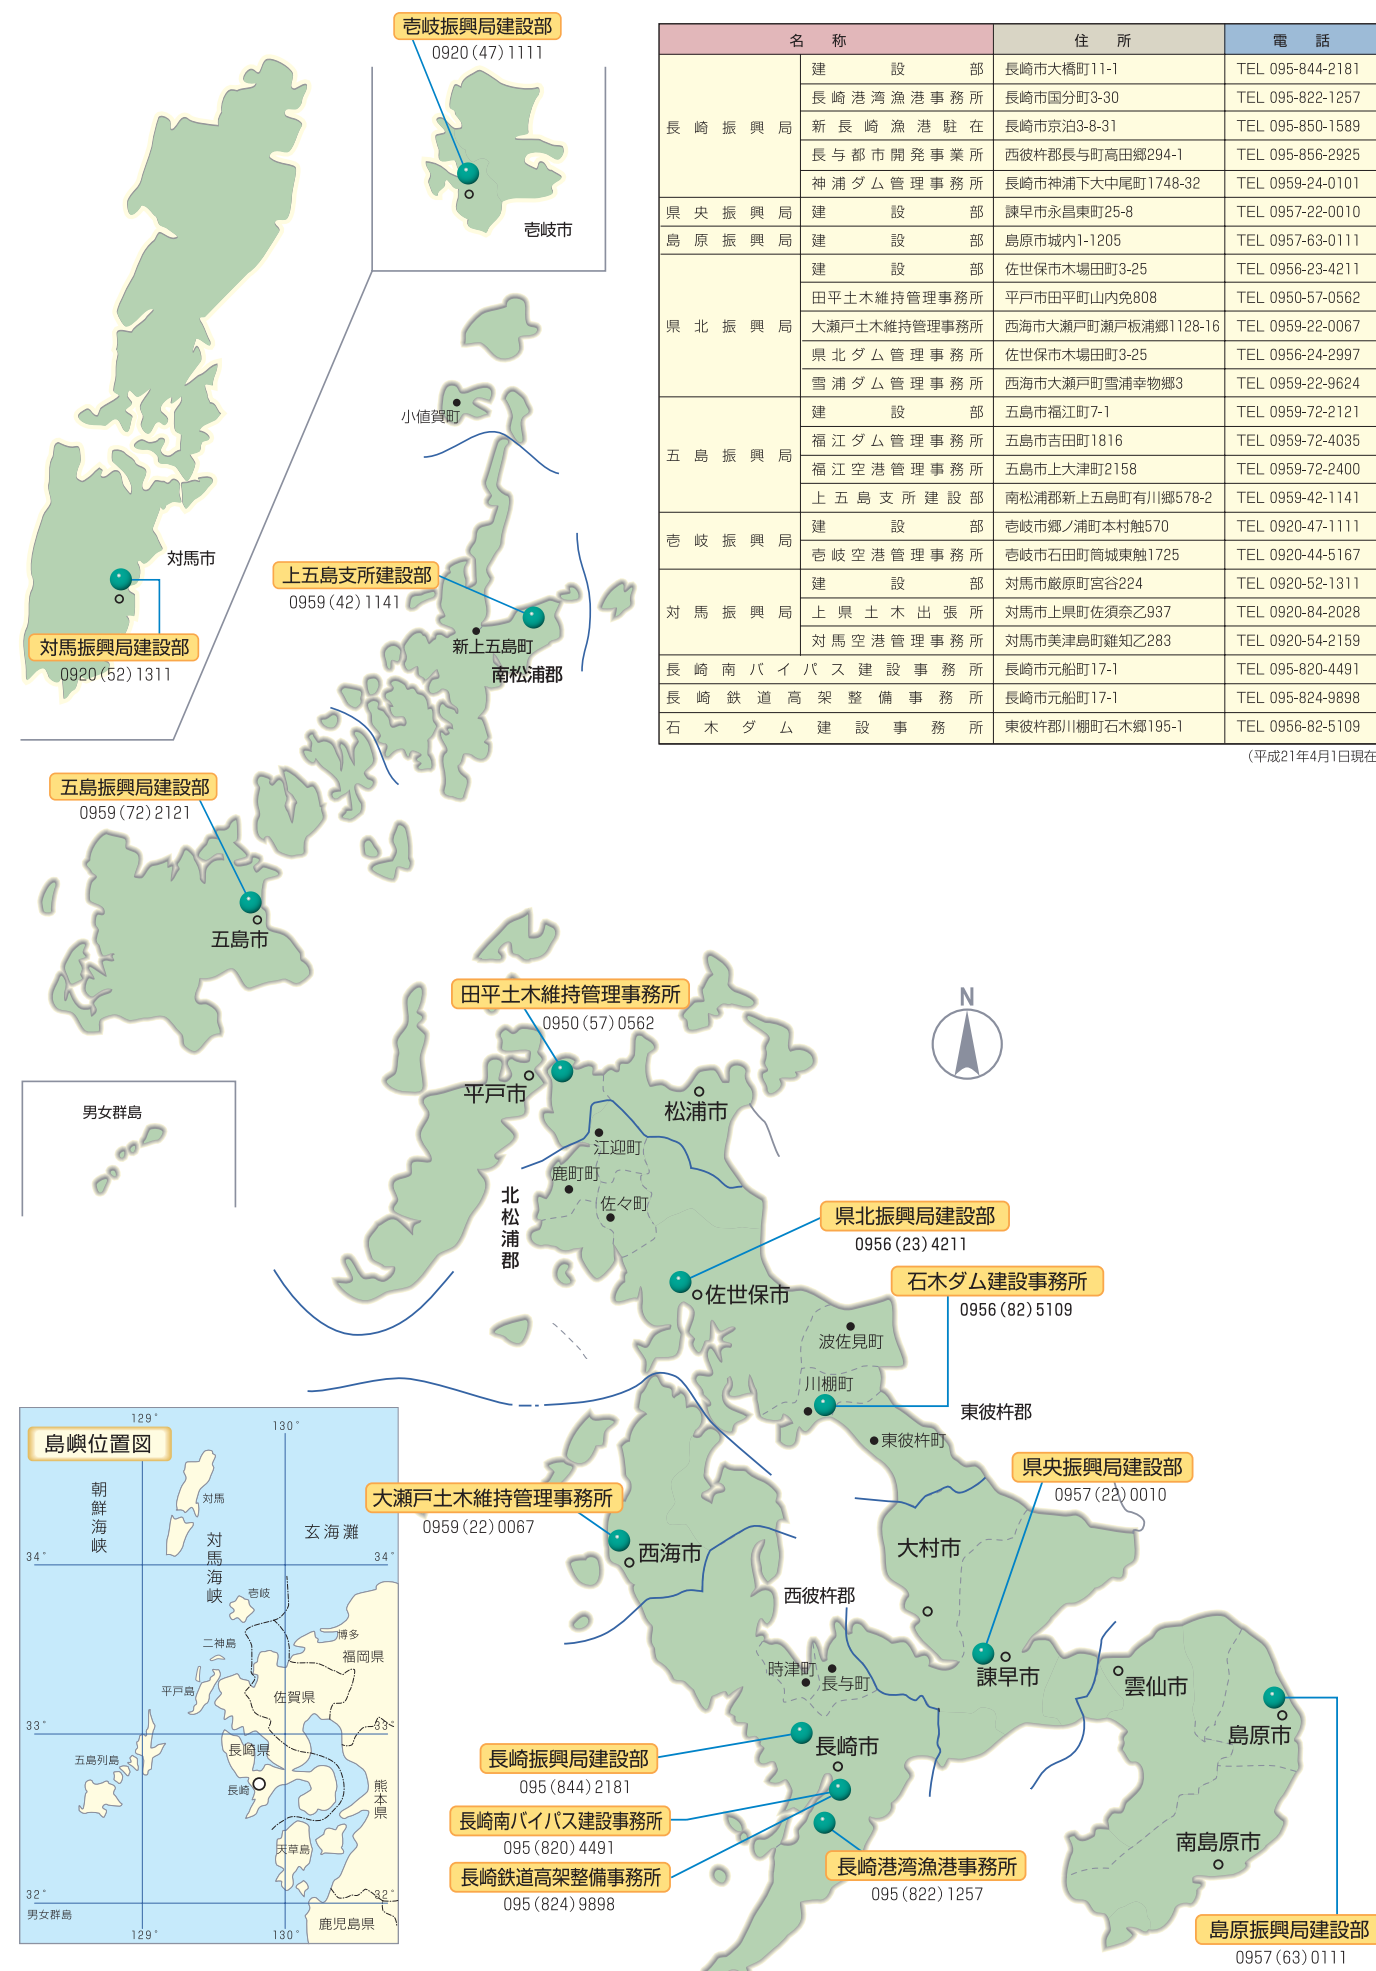 壱岐振興局建設部
0920(47)1111
壱岐市
名称 住所 電話
長崎振興局 建設部 長崎市大橋町11-1 TEL 095-844-2181
長崎港湾漁港事務所 長崎市国分町3-30 TEL 095-822-1257
新長崎漁港駐在 長崎市京泊3-8-31 TEL 095-850-1589
長与都市開発事業所 西彼杵郡長与町高田郷294-1 TEL 095-856-2925
神浦ダム管理事務所 長崎市神浦下大中尾町1748-32 TEL 0959-24-0101
県央振興局 建設部 諫早市永昌東町25-8 TEL 0957-22-0010
島原振興局 建設部 島原市城内1-1205 TEL 0957-63-0111
県北振興局 建設部 佐世保市木場田町3-25 TEL 0956-23-4211
田平土木維持管理事務所 平戸市田平町山内免808 TEL 0950-57-0562
大瀬戸土木維持管理事務所 西海市大瀬戸町瀬戸板浦郷1128-16 TEL 0959-22-0067
県北ダム管理事務所 佐世保市木場田町3-25 TEL 0956-24-2997
雪浦ダム管理事務所 西海市大瀬戸町雪浦幸物郷3 TEL 0959-22-9624
五島振興局 建設部 五島市福江町7-1 TEL 0959-72-2121
福江ダム管理事務所 五島市吉田町1816 TEL 0959-72-4035
福江空港管理事務所 五島市上大津町2158 TEL 0959-72-2400
上五島支所建設部 南松浦郡新上五島町有川郷578-2 TEL 0959-42-1141
壱岐振興局 建設部 壱岐市郷ノ浦町本村触570 TEL 0920-47-1111
壱岐空港管理事務所 壱岐市石田町筒城東触1725 TEL 0920-44-5167
対馬振興局 建設部 対馬市厳原町宮谷224 TEL 0920-52-1311
上県土木出張所 対馬市上県町佐須奈乙937 TEL 0920-84-2028
対馬空港管理事務所 対馬市美津島町雞知乙283 TEL 0920-54-2159
長崎南バイパス建設事務所 長崎市元船町17-1 TEL 095-820-4491
長崎鉄道高架整備事務所 長崎市元船町17-1 TEL 095-824-9898
石木ダム建設事務所 東彼杵郡川棚町石木郷195-1 TEL 0956-82-5109
(平成21年4月1日現在
小値賀町
対馬市
対馬振興局建設部
0920(52)1311
上五島支所建設部
0959(42)1141
新上五島町
南松浦郡
五島振興局建設部
0959(72)2121
五島市
男女群島
田平土木維持管理事務所
0950(57)0562
N
平戸市
松浦市
江迎町
鹿町町
佐々町
北松浦郡
県北振興局建設部
0956(23)4211
佐世保市
石木ダム建設事務所
0956(82)5109
波佐見町
川棚町
東彼杵郡
東彼杵町
県央振興局建設部
0957(22)0010
大瀬戸土木維持管理事務所
0959(22)0067
西海市
大村市
西彼杵郡
時津町
長与町
諫早市
雲仙市
島原市
長崎振興局建設部
095(844)2181
長崎市
長崎南バイパス建設事務所
095(820)4491
長崎鉄道高架整備事務所
095(824)9898
長崎港湾漁港事務所
095(822)1257
南島原市
島原振興局建設部
0957(63)0111
島嶼位置図
129°
130°
朝鮮海峡
対馬
対馬海峡
玄海灘
34°
34°
壱岐
二神島
博多
福岡県
平戸島
佐賀県
33°
33°
五島列島
長崎県
長崎
熊本県
天草島
32°
32°
男女群島
鹿児島県
129°
130°